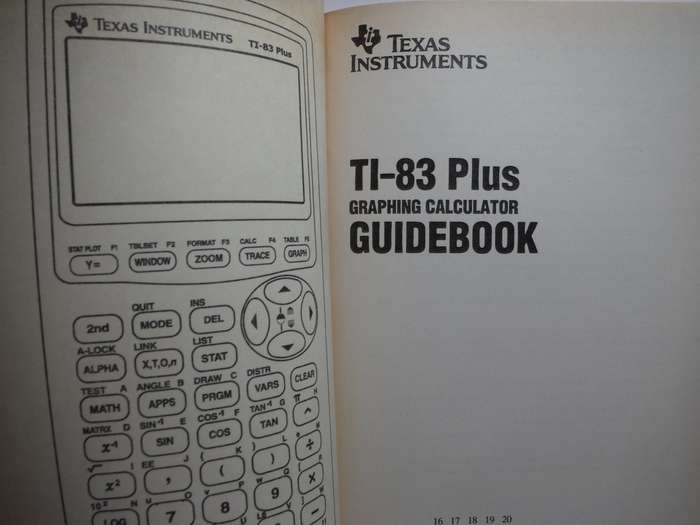 TEXAS INSTRUMENTS
TI-83 Plus
STAT PLOT F1 TBLSET F2 FORMAT F3 CALC F4 TABLE F5
Y= WINDOW ZOOM TRACE GRAPH
QUIT INS
2nd MODE DEL
A-LOCK LINK LIST
ALPHA X,T,O,n STAT
TEST A ANGLE B DRAW C DISTR
MATH APPS PRGM VARS CLEAR
MATRX D SIN⁻¹ E COS⁻¹ F TAN⁻¹ G π H
x⁻¹ SIN COS TAN ^
√ I EE J { K } L M
x² , ( ) ÷
10ˣ N u O v P w Q
LOG 7 8 9
TEXAS
INSTRUMENTS
TI-83 Plus
GRAPHING CALCULATOR
GUIDEBOOK
16 17 18 19 20